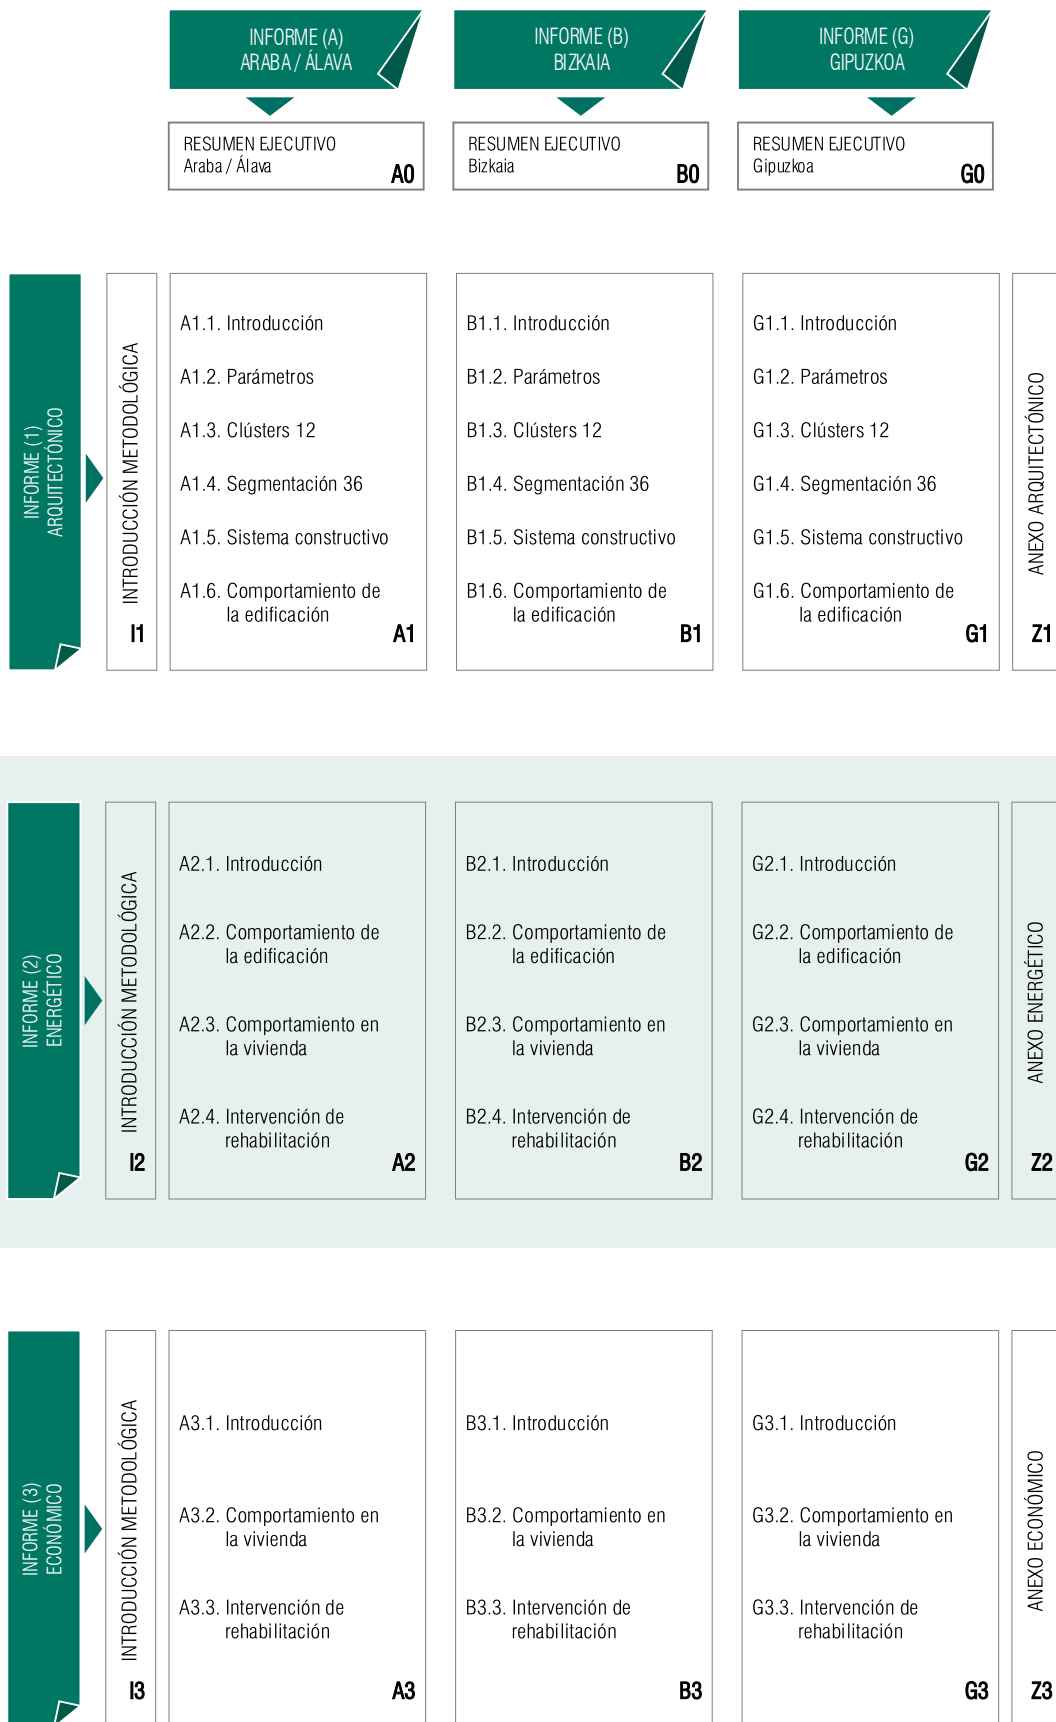 INFORME (A)
ARABA / ÁLAVA
INFORME (B)
BIZKAIA
INFORME (G)
GIPUZKOA
RESUMEN EJECUTIVO
Araba / Álava
A0
RESUMEN EJECUTIVO
Bizkaia
B0
RESUMEN EJECUTIVO
Gipuzkoa
G0
INFORME (1)
ARQUITECTÓNICO
INTRODUCCIÓN METODOLÓGICA
I1
A1.1. Introducción
A1.2. Parámetros
A1.3. Clústers 12
A1.4. Segmentación 36
A1.5. Sistema constructivo
A1.6. Comportamiento de
la edificación
A1
B1.1. Introducción
B1.2. Parámetros
B1.3. Clústers 12
B1.4. Segmentación 36
B1.5. Sistema constructivo
B1.6. Comportamiento de
la edificación
B1
G1.1. Introducción
G1.2. Parámetros
G1.3. Clústers 12
G1.4. Segmentación 36
G1.5. Sistema constructivo
G1.6. Comportamiento de
la edificación
G1
ANEXO ARQUITECTÓNICO
Z1
INFORME (2)
ENERGÉTICO
INTRODUCCIÓN METODOLÓGICA
I2
A2.1. Introducción
A2.2. Comportamiento de
la edificación
A2.3. Comportamiento en
la vivienda
A2.4. Intervención de
rehabilitación
A2
B2.1. Introducción
B2.2. Comportamiento de
la edificación
B2.3. Comportamiento en
la vivienda
B2.4. Intervención de
rehabilitación
B2
G2.1. Introducción
G2.2. Comportamiento de
la edificación
G2.3. Comportamiento en
la vivienda
G2.4. Intervención de
rehabilitación
G2
ANEXO ENERGÉTICO
Z2
INFORME (3)
ECONÓMICO
INTRODUCCIÓN METODOLÓGICA
I3
A3.1. Introducción
A3.2. Comportamiento en
la vivienda
A3.3. Intervención de
rehabilitación
A3
B3.1. Introducción
B3.2. Comportamiento en
la vivienda
B3.3. Intervención de
rehabilitación
B3
G3.1. Introducción
G3.2. Comportamiento en
la vivienda
G3.3. Intervención de
rehabilitación
G3
ANEXO ECONÓMICO
Z3